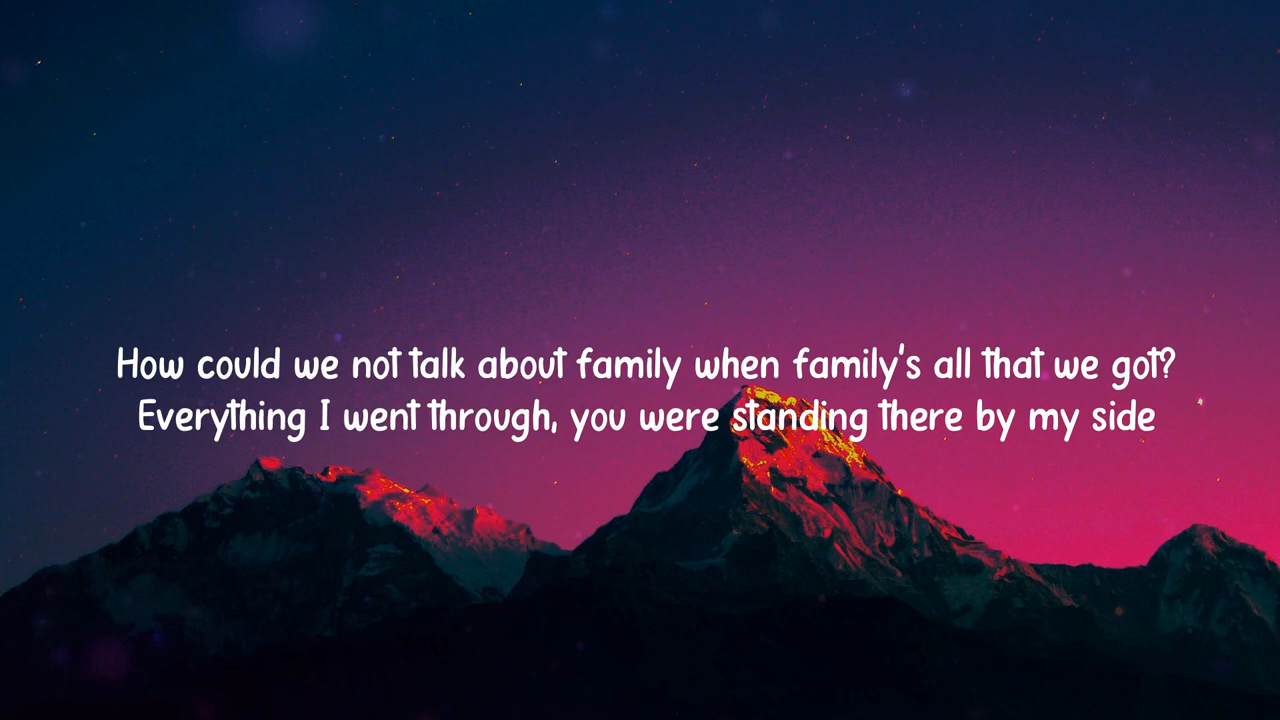 How could we not talk about family when family's all that we got?
Everything I went through, you were standing there by my side